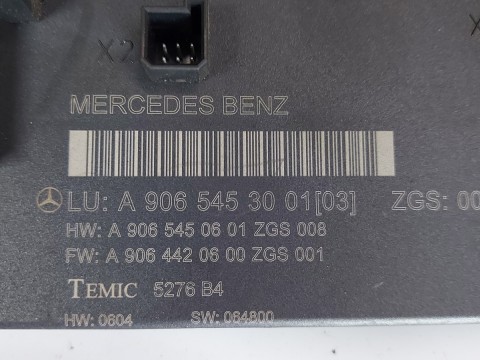 X2
MERCEDES BENZ
LU: A 906 545 30 01[03] ZGS: 00
HW: A 906 545 06 01 ZGS 008
FW: A 906 442 06 00 ZGS 001
TEMIC 5276 B4
HW: 0604 SW: 064800